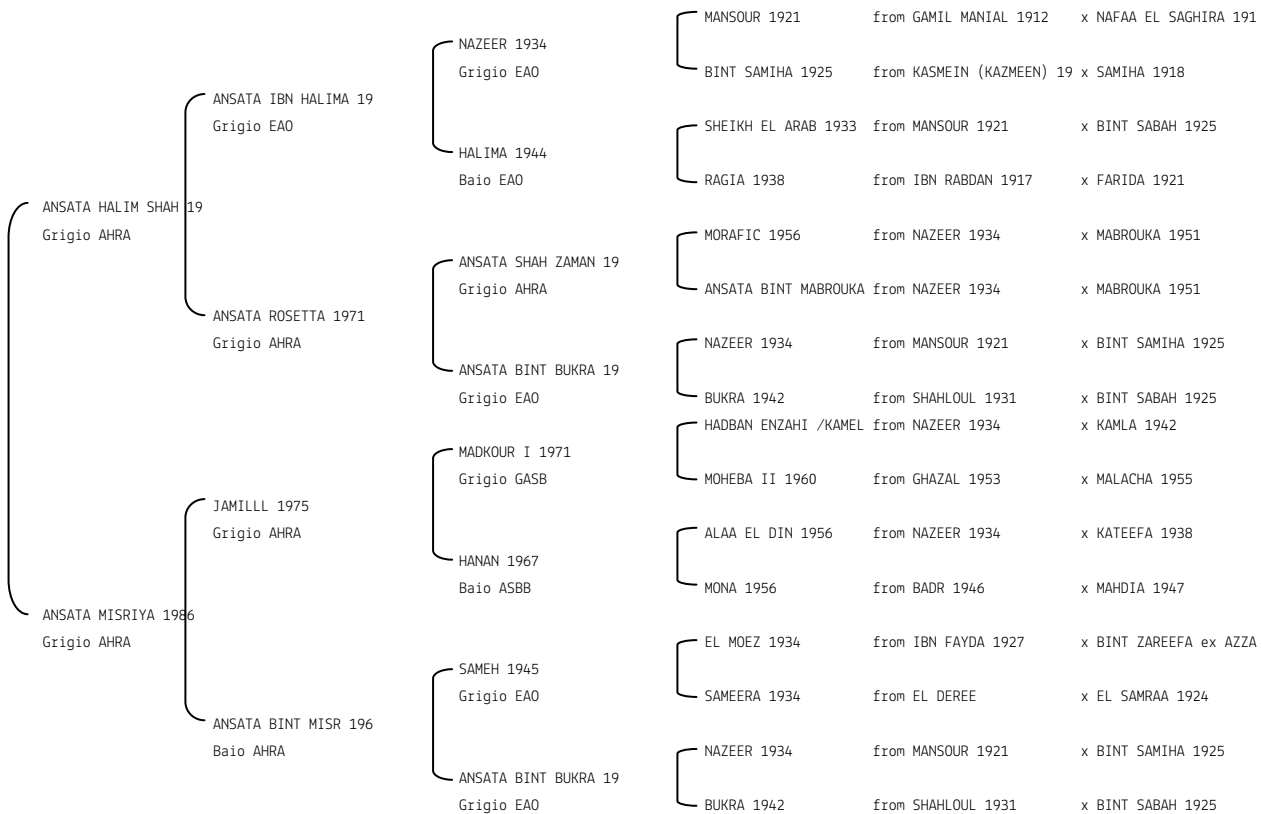 MANSOUR 1921 from GAMIL MANIAL 1912 x NAFAA EL SAGHIRA 191
NAZEER 1934
Grigio EAO
BINT SAMIHA 1925 from KASMEIN (KAZMEEN) 19 x SAMIHA 1918
ANSATA IBN HALIMA 19
Grigio EAO
SHEIKH EL ARAB 1933 from MANSOUR 1921 x BINT SABAH 1925
HALIMA 1944
Baio EAO
RAGIA 1938 from IBN RABDAN 1917 x FARIDA 1921
ANSATA HALIM SHAH 19
Grigio AHRA
MORAFIC 1956 from NAZEER 1934 x MABROUKA 1951
ANSATA SHAH ZAMAN 19
Grigio AHRA
ANSATA BINT MABROUKA from NAZEER 1934 x MABROUKA 1951
ANSATA ROSETTA 1971
Grigio AHRA
NAZEER 1934 from MANSOUR 1921 x BINT SAMIHA 1925
ANSATA BINT BUKRA 19
Grigio EAO
BUKRA 1942 from SHAHLOUL 1931 x BINT SABAH 1925
HADBAN ENZAHI /KAMEL from NAZEER 1934 x KAMLA 1942
MADKOUR I 1971
Grigio GASB
MOHEBA II 1960 from GHAZAL 1953 x MALACHA 1955
JAMILLL 1975
Grigio AHRA
ALAA EL DIN 1956 from NAZEER 1934 x KATEEFA 1938
HANAN 1967
Baio ASBB
MONA 1956 from BADR 1946 x MAHDIA 1947
ANSATA MISRIYA 1986
Grigio AHRA
EL MOEZ 1934 from IBN FAYDA 1927 x BINT ZAREEFA ex AZZA
SAMEH 1945
Grigio EAO
SAMEERA 1934 from EL DEREE x EL SAMRAA 1924
ANSATA BINT MISR 196
Baio AHRA
NAZEER 1934 from MANSOUR 1921 x BINT SAMIHA 1925
ANSATA BINT BUKRA 19
Grigio EAO
BUKRA 1942 from SHAHLOUL 1931 x BINT SABAH 1925